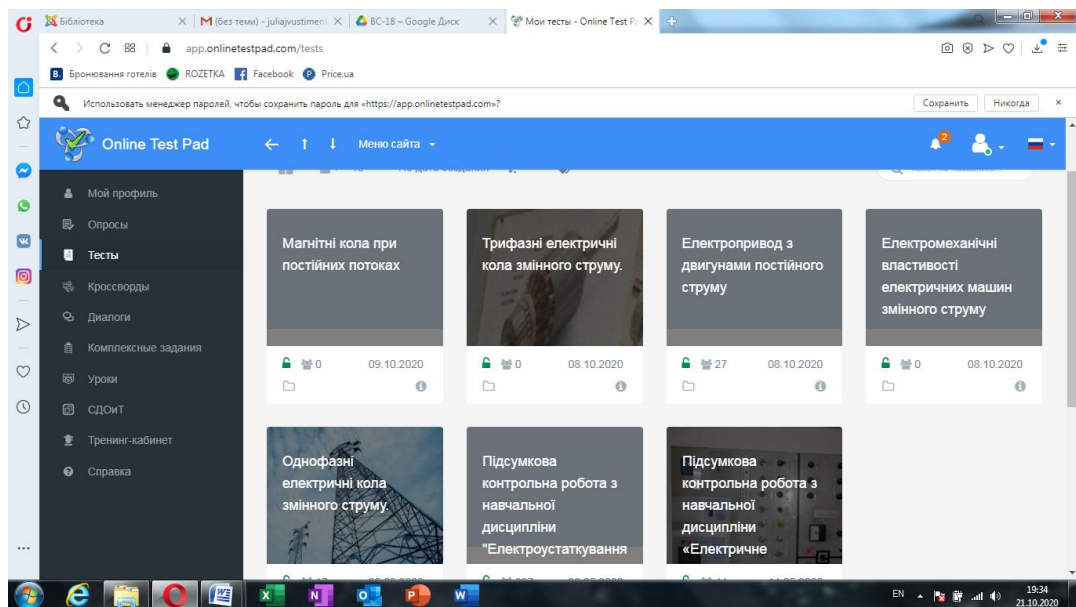 Бібліотека
(без теми) - juliajvustimen
ВС-18 – Google Диск
Мои тесты - Online Test P
app.onlinetestpad.com/tests
Бронювання готелів ROZETKA Facebook Price.ua
Использовать менеджер паролей, чтобы сохранить пароль для «https://app.onlinetestpad.com»?
Сохранить Никогда
Online Test Pad
Меню сайта
2
Мой профиль
Опросы
Тесты
Кроссворды
Диалоги
Комплексные задания
Уроки
СДОиТ
Тренинг-кабинет
Справка
Магнітні кола при
постійних потоках
0 09.10.2020
Трифазні електричні
кола змінного струму.
0 08.10.2020
Електропривод з
двигунами постійного
струму
27 08.10.2020
Електромеханічні
властивості
електричних машин
змінного струму
0 08.10.2020
Однофазні
електричні кола
змінного струму.
Підсумкова
контрольна робота з
навчальної
дисципліни
"Електроустаткування
Підсумкова
контрольна робота з
навчальної
дисципліни
«Електричне
EN
19:34
21.10.2020